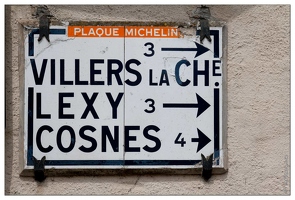 PLAQUE MICHELIN
3
VILLERS LA CHE.
LEXY 3
COSNES 4